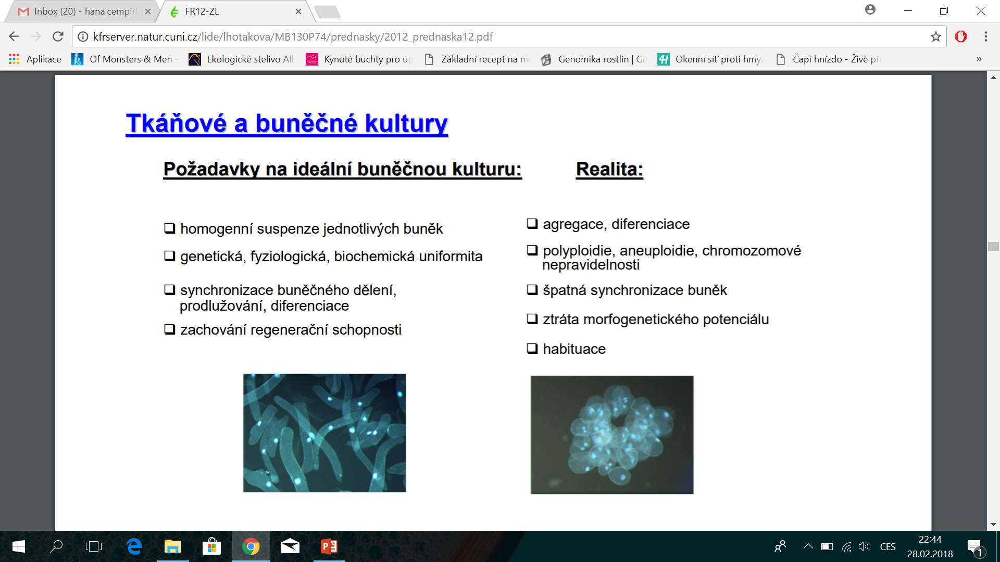 Inbox (20) - hana.cempir
FR12-ZL
kfrserver.natur.cuni.cz/lide/lhotakova/MB130P74/prednasky/2012_prednaska12.pdf
Aplikace
Of Monsters & Men -
Ekologické stelivo All
Kynuté buchty pro úp
Základní recept na m
Genomika rostlin | Ge
Okenní síť proti hmyz
Čapí hnízdo - Živé př
»
Tkáňové a buněčné kultury
Požadavky na ideální buněčnou kulturu:
homogenní suspenze jednotlivých buněk
genetická, fyziologická, biochemická uniformita
synchronizace buněčného dělení,
prodlužování, diferenciace
zachování regenerační schopnosti
Realita:
agregace, diferenciace
polyploidie, aneuploidie, chromozomové
nepravidelnosti
špatná synchronizace buněk
ztráta morfogenetického potenciálu
habituace
CES
22:44
28.02.2018
1